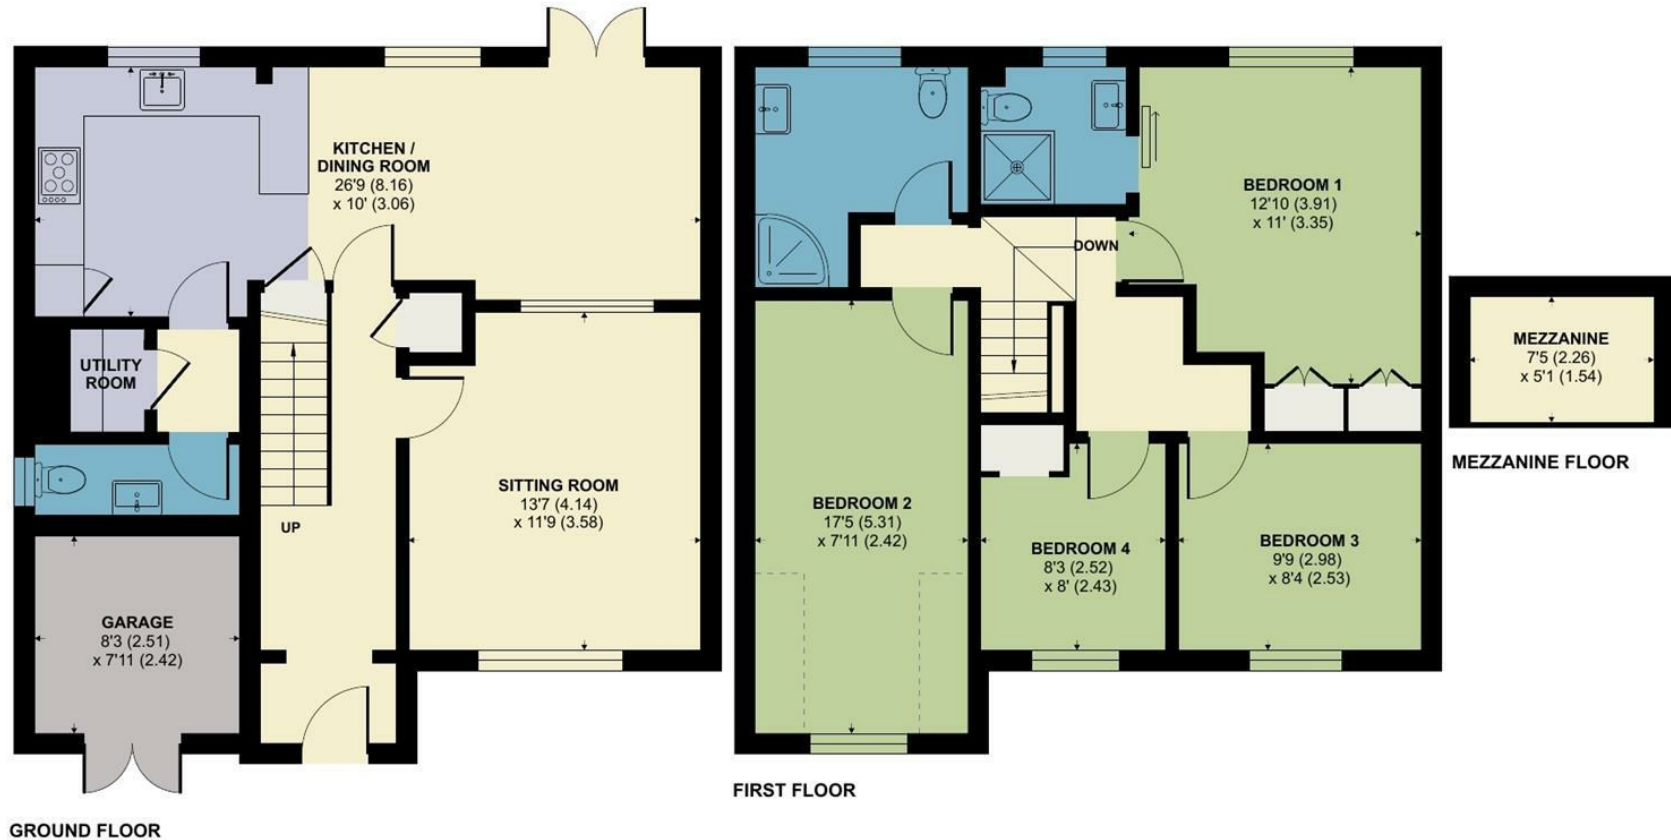 KITCHEN /
DINING ROOM
26'9 (8.16)
x 10' (3.06)
UTILITY
ROOM
SITTING ROOM
13'7 (4.14)
x 11'9 (3.58)
UP
GARAGE
8'3 (2.51)
x 7'11 (2.42)
GROUND FLOOR
BEDROOM 1
12'10 (3.91)
x 11' (3.35)
DOWN
BEDROOM 2
17'5 (5.31)
x 7'11 (2.42)
BEDROOM 4
8'3 (2.52)
x 8' (2.43)
BEDROOM 3
9'9 (2.98)
x 8'4 (2.53)
FIRST FLOOR
MEZZANINE
7'5 (2.26)
x 5'1 (1.54)
MEZZANINE FLOOR